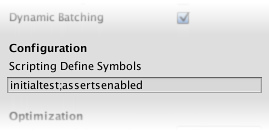 Dynamic Batching
Configuration
Scripting Define Symbols
initialtest;assertsenabled
Optimization